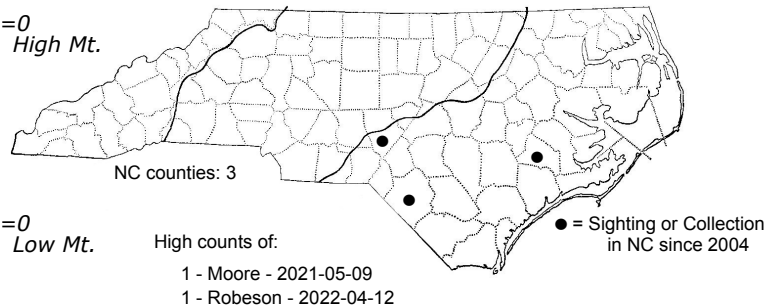 =0
High Mt.
NC counties: 3
=0
Low Mt.
High counts of:
1 - Moore - 2021-05-09
1 - Robeson - 2022-04-12
● = Sighting or Collection
in NC since 2004